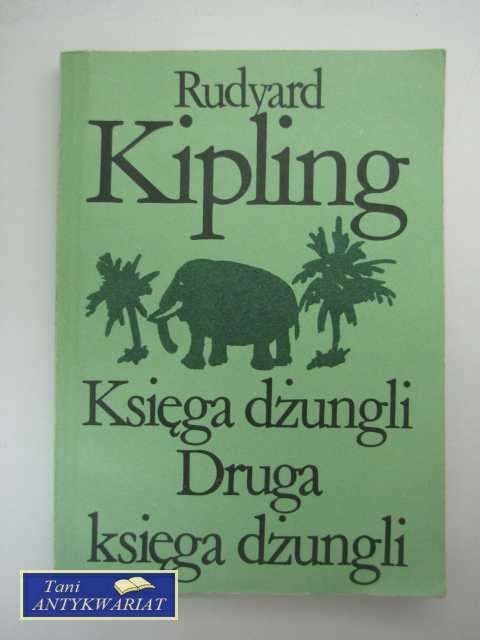 Rudyard
Kipling
Księga dżungli
Druga
księga dżungli
Tani
ANTYKWARIAT